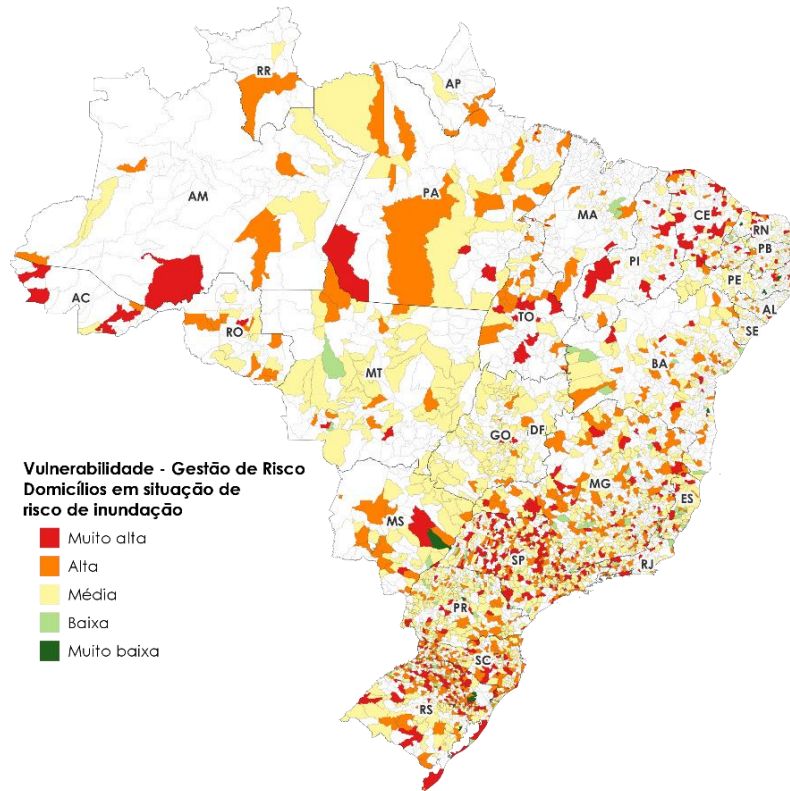 RR
AP
AM
PA
MA
CE
RN
PB
PI
PE
AC
AL
TO
SE
RO
BA
MT
GO
DF
Vulnerabilidade - Gestão de Risco
Domicílios em situação de
risco de inundação
Muito alta
Alta
Média
Baixa
Muito baixa
MG
ES
MS
SP
RJ
PR
SC
RS